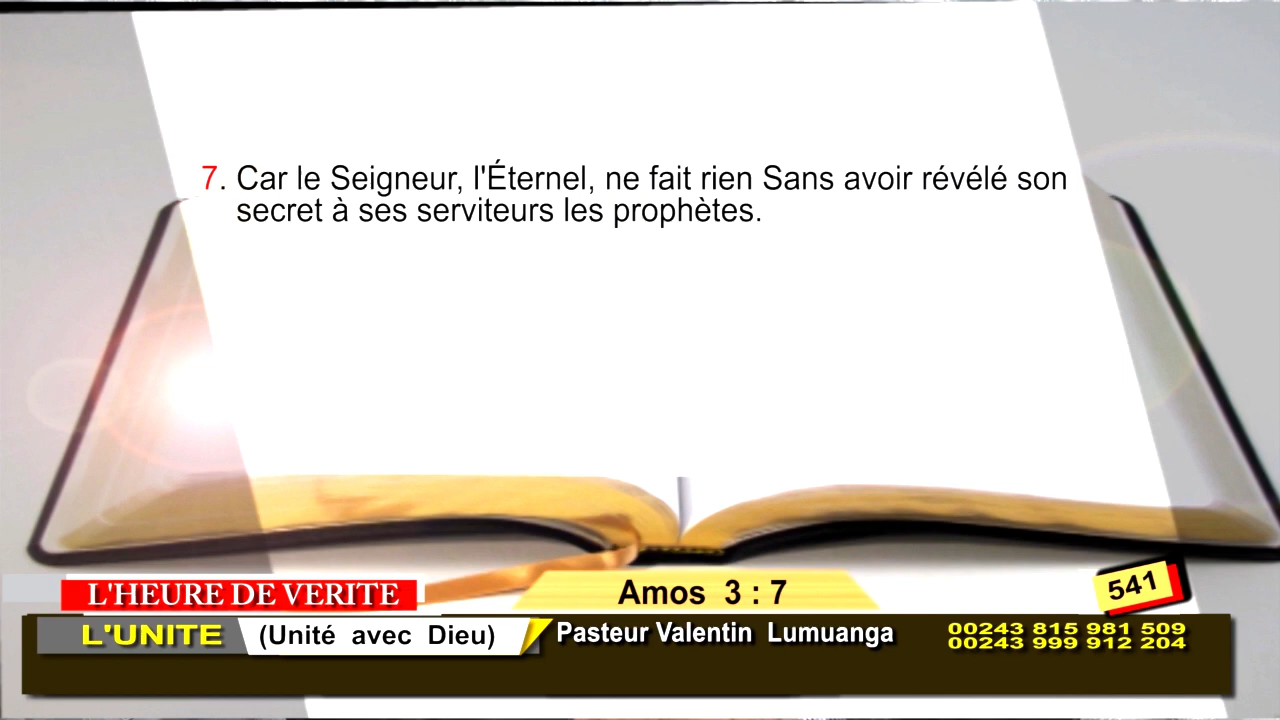 7. Car le Seigneur, l'Éternel, ne fait rien Sans avoir révélé son
secret à ses serviteurs les prophètes.
L'HEURE DE VERITE
Amos 3 : 7
541
L'UNITE
(Unité avec Dieu)
Pasteur Valentin Lumuanga
00243 815 981 509
00243 999 912 204